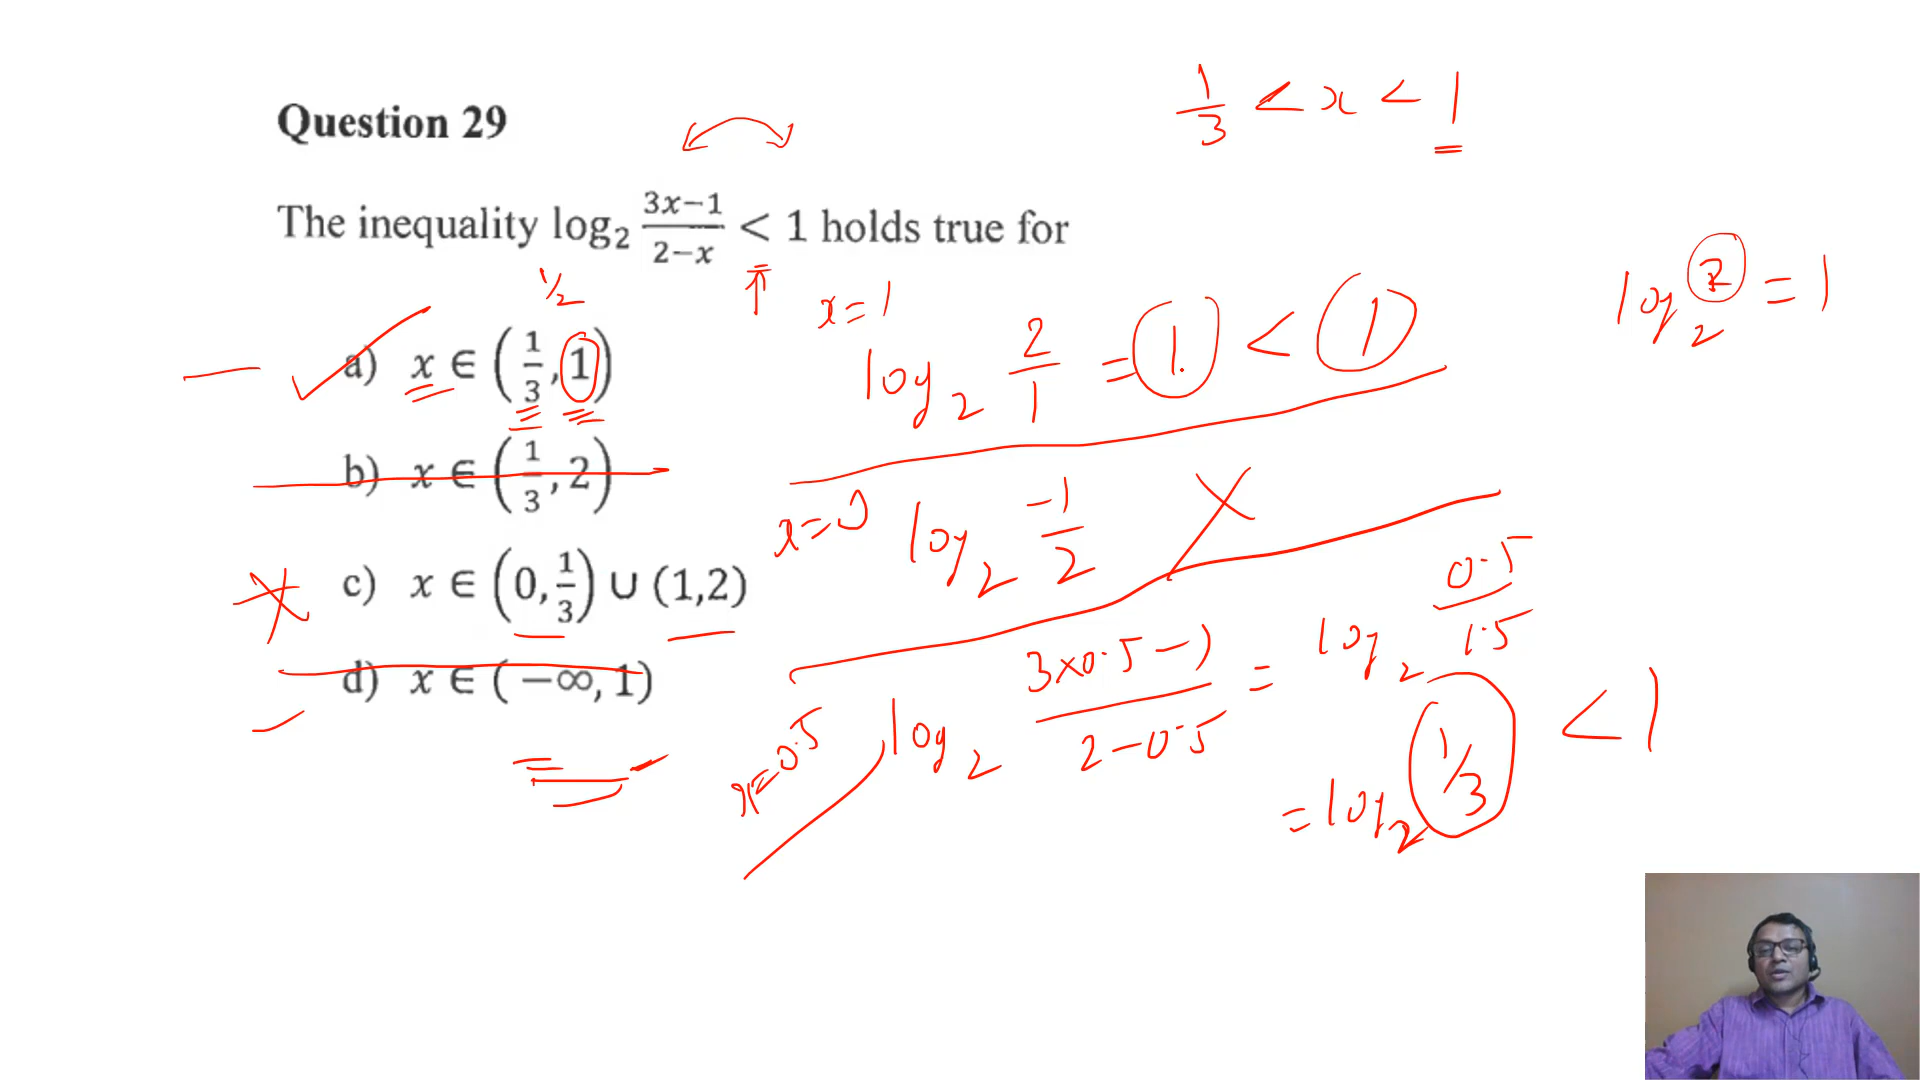 1/3 < x < 1
Question 29
The inequality log₂ (3x−1)/(2−x) < 1 holds true for
1/2
x=1
log₂ 2 = 1
log₂ 2/1 = 1. < 1
a) x ∈ (1/3, 1)
b) x ∈ (1/3, 2)
x=0 log₂ −1/2
c) x ∈ (0, 1/3) ∪ (1,2)
d) x ∈ (−∞, 1)
x=0.5 log₂ (3×0.5−1)/(2−0.5) = log₂ 0.5/1.5
= log₂ 1/3 < 1